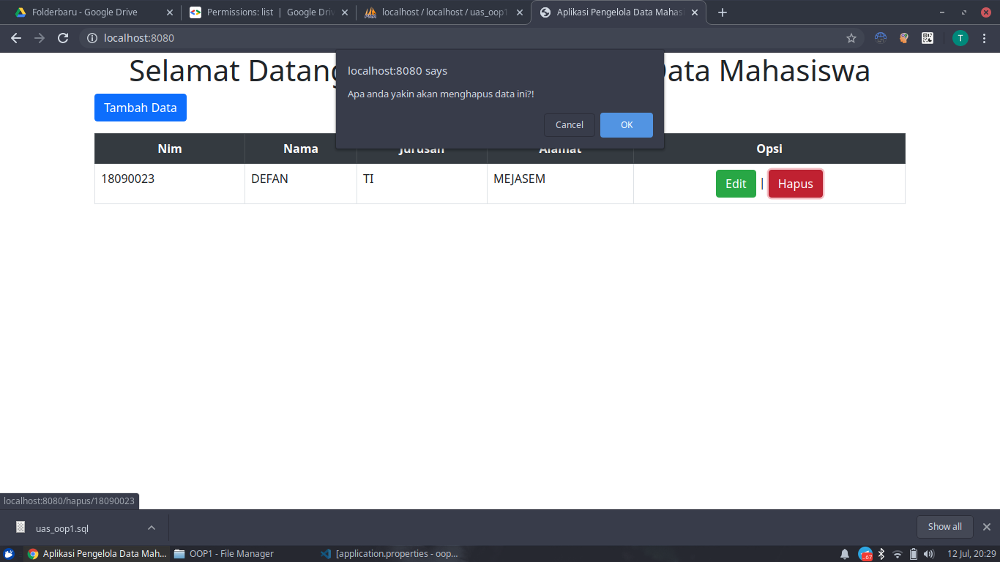 Folderbaru - Google Drive
Permissions: list | Google Driv
localhost / localhost / uas_oop1
Aplikasi Pengelola Data Mahas
localhost:8080
T
Selamat Datang
Data Mahasiswa
localhost:8080 says
Apa anda yakin akan menghapus data ini?!
Cancel
OK
Tambah Data
Nim
Nama
Jurusan
Alamat
Opsi
18090023
DEFAN
TI
MEJASEM
Edit
|
Hapus
localhost:8080/hapus/18090023
uas_oop1.sql
Show all
Aplikasi Pengelola Data Mah...
OOP1 - File Manager
[application.properties - oop...
..67
12 Jul, 20:29